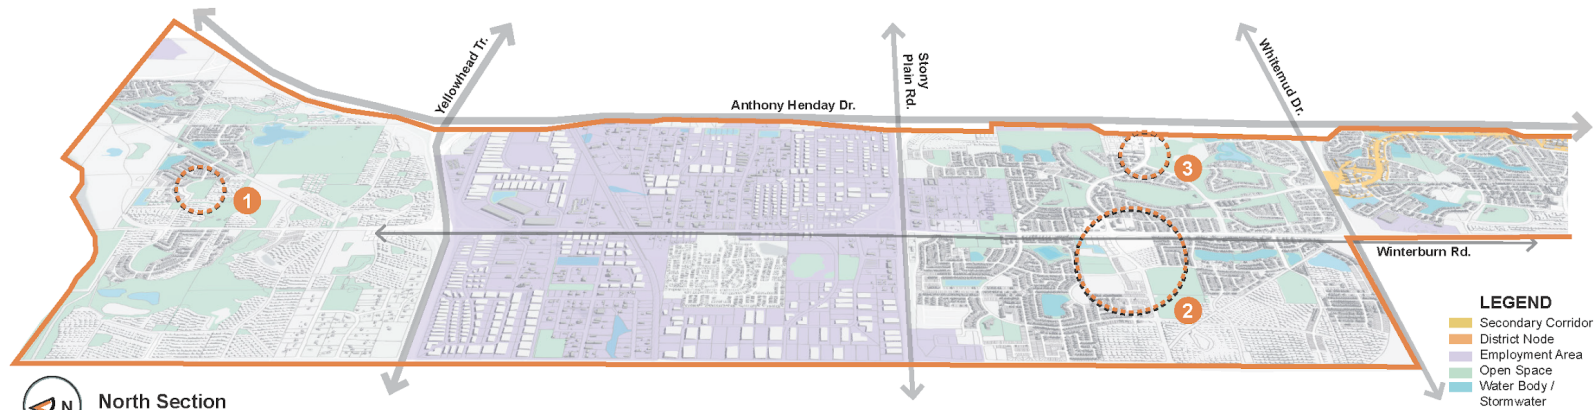 Yellowhead Tr.
Anthony Henday Dr.
Stony
Plain Rd.
Whitemud Dr.
1
3
2
Winterburn Rd.
LEGEND
Secondary Corridor
District Node
Employment Area
Open Space
Water Body /
Stormwater
N
North Section